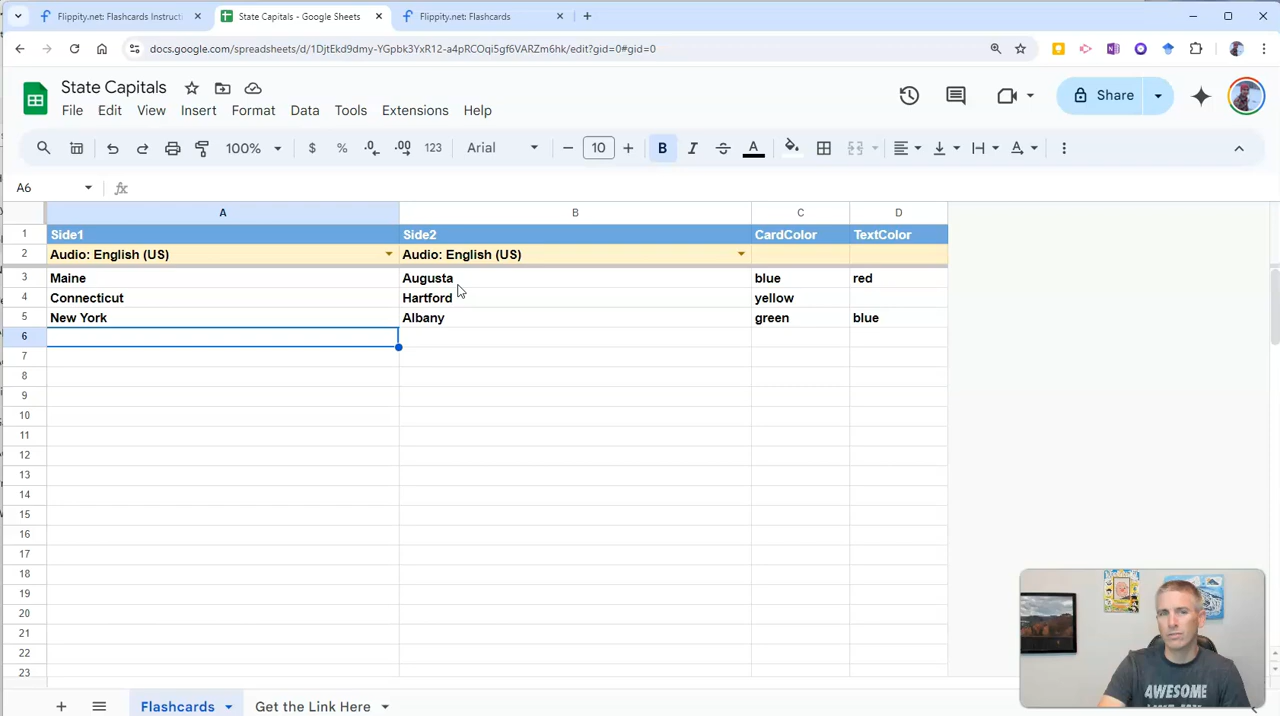 Flippity.net: Flashcards Instruct
State Capitals - Google Sheets
Flippity.net: Flashcards
docs.google.com/spreadsheets/d/1DjtEkd9dmy-YGpbk3YxR12-a4pRCOqi5gf6VARZm6hk/edit?gid=0#gid=0
State Capitals
File Edit View Insert Format Data Tools Extensions Help
Share
100% $ % .0 .00 123 Arial 10 B I S A
A6 fx
A B C D
1 Side1 Side2 CardColor TextColor
2 Audio: English (US) Audio: English (US)
3 Maine Augusta blue red
4 Connecticut Hartford yellow
5 New York Albany green blue
6
7
8
9
10
11
12
13
14
15
16
17
18
19
20
21
22
23
AWESOME
Flashcards Get the Link Here